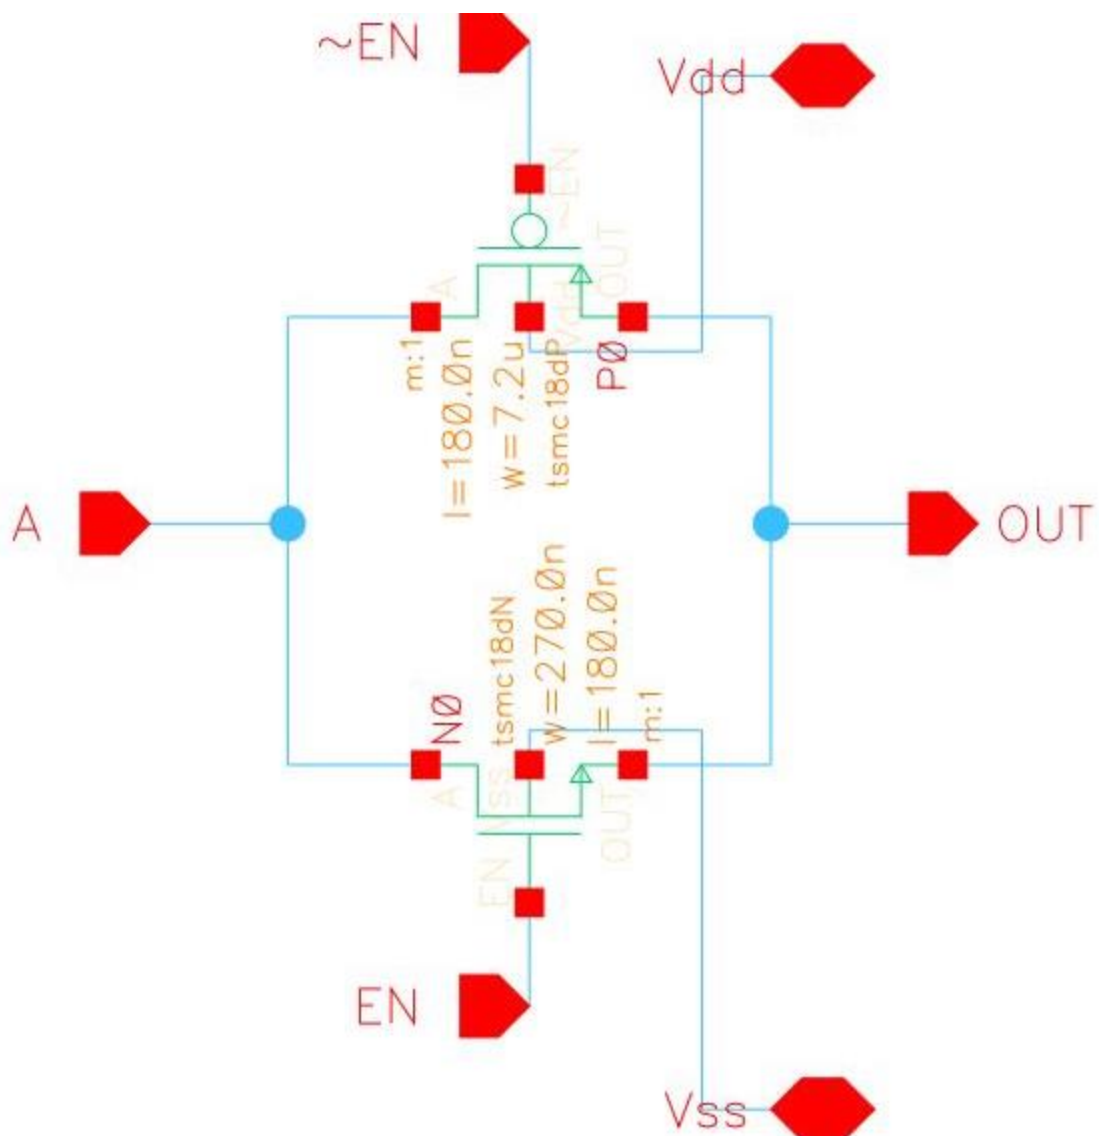 ~EN
Vdd
~EN
OUT
A
Vdd
m:1
l=180.0n
w=7.2u
tsmc18dP
P0
A
OUT
N0
tsmc18dN
w=270.0n
l=180.0n
m:1
A
Vss
OUT
EN
EN
Vss